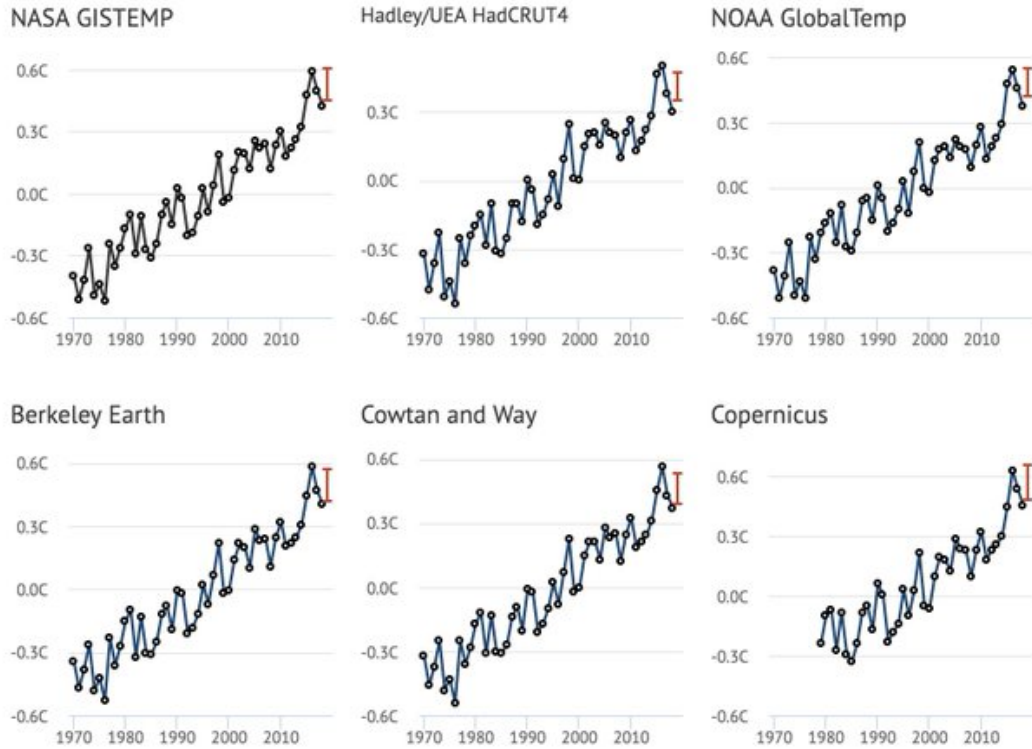 NASA GISTEMP
Hadley/UEA HadCRUT4
NOAA GlobalTemp
0.6C
0.3C
0.0C
-0.3C
-0.6C
1970 1980 1990 2000 2010
0.3C
0.0C
-0.3C
-0.6C
1970 1980 1990 2000 2010
0.6C
0.3C
0.0C
-0.3C
-0.6C
1970 1980 1990 2000 2010
Berkeley Earth
Cowtan and Way
Copernicus
0.6C
0.3C
0.0C
-0.3C
-0.6C
1970 1980 1990 2000 2010
0.6C
0.3C
0.0C
-0.3C
-0.6C
1970 1980 1990 2000 2010
0.6C
0.3C
0.0C
-0.3C
-0.6C
1970 1980 1990 2000 2010